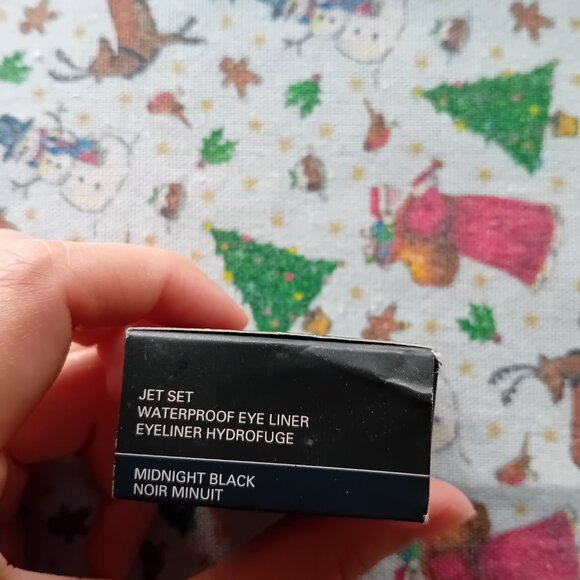 JET SET
WATERPROOF EYE LINER
EYELINER HYDROFUGE
MIDNIGHT BLACK
NOIR MINUIT